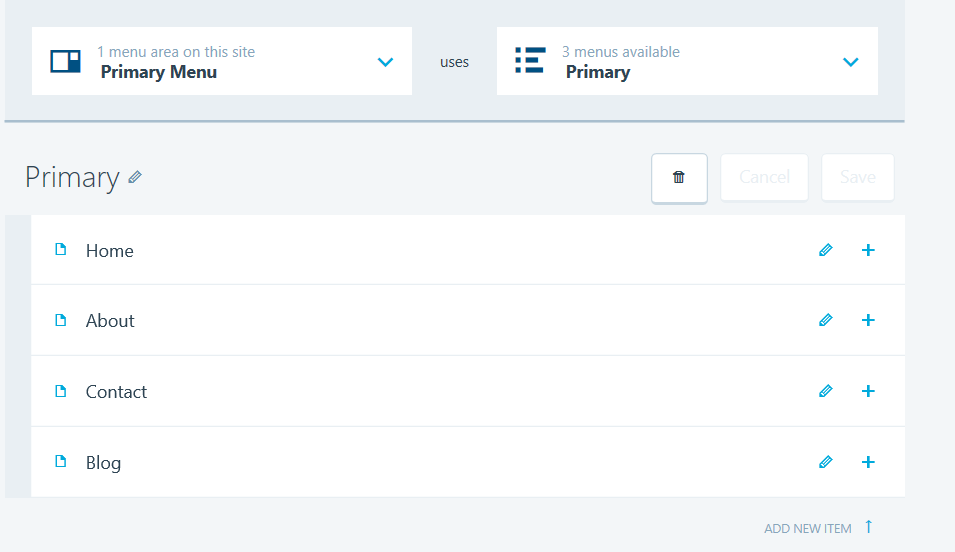 1 menu area on this site
Primary Menu
uses
3 menus available
Primary
Primary
Cancel
Save
Home
About
Contact
Blog
ADD NEW ITEM